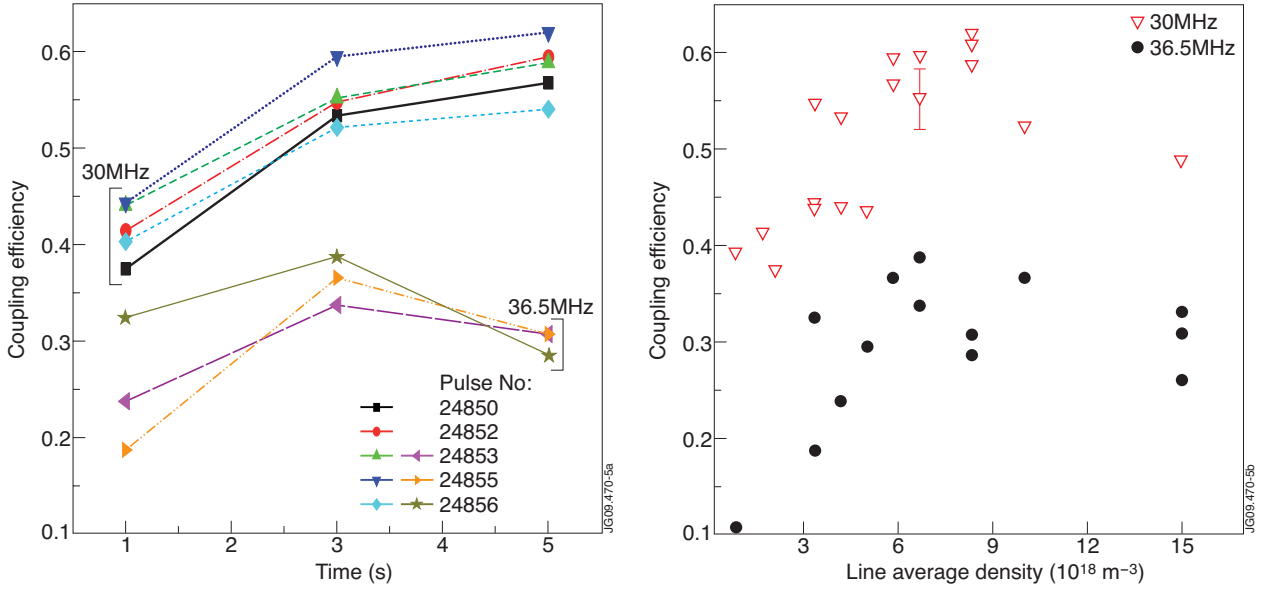 0.6
0.5
0.4
0.3
0.2
0.1
Coupling efficiency
30MHz
36.5MHz
Pulse No:
24850
24852
24853
24855
24856
1 2 3 4 5
Time (s)
JG09.470-5a
0.6
0.5
0.4
0.3
0.2
0.1
Coupling efficiency
30MHz
36.5MHz
3 6 9 12 15
Line average density (10¹⁸ m⁻³)
JG09.470-5b